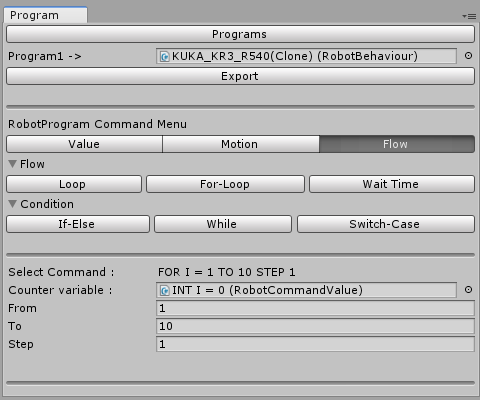 Program
Programs
Program1 -> KUKA_KR3_R540(Clone) (RobotBehaviour)
Export
RobotProgram Command Menu
Value Motion Flow
Flow
Loop For-Loop Wait Time
Condition
If-Else While Switch-Case
Select Command : FOR I = 1 TO 10 STEP 1
Counter variable : INT I = 0 (RobotCommandValue)
From 1
To 10
Step 1